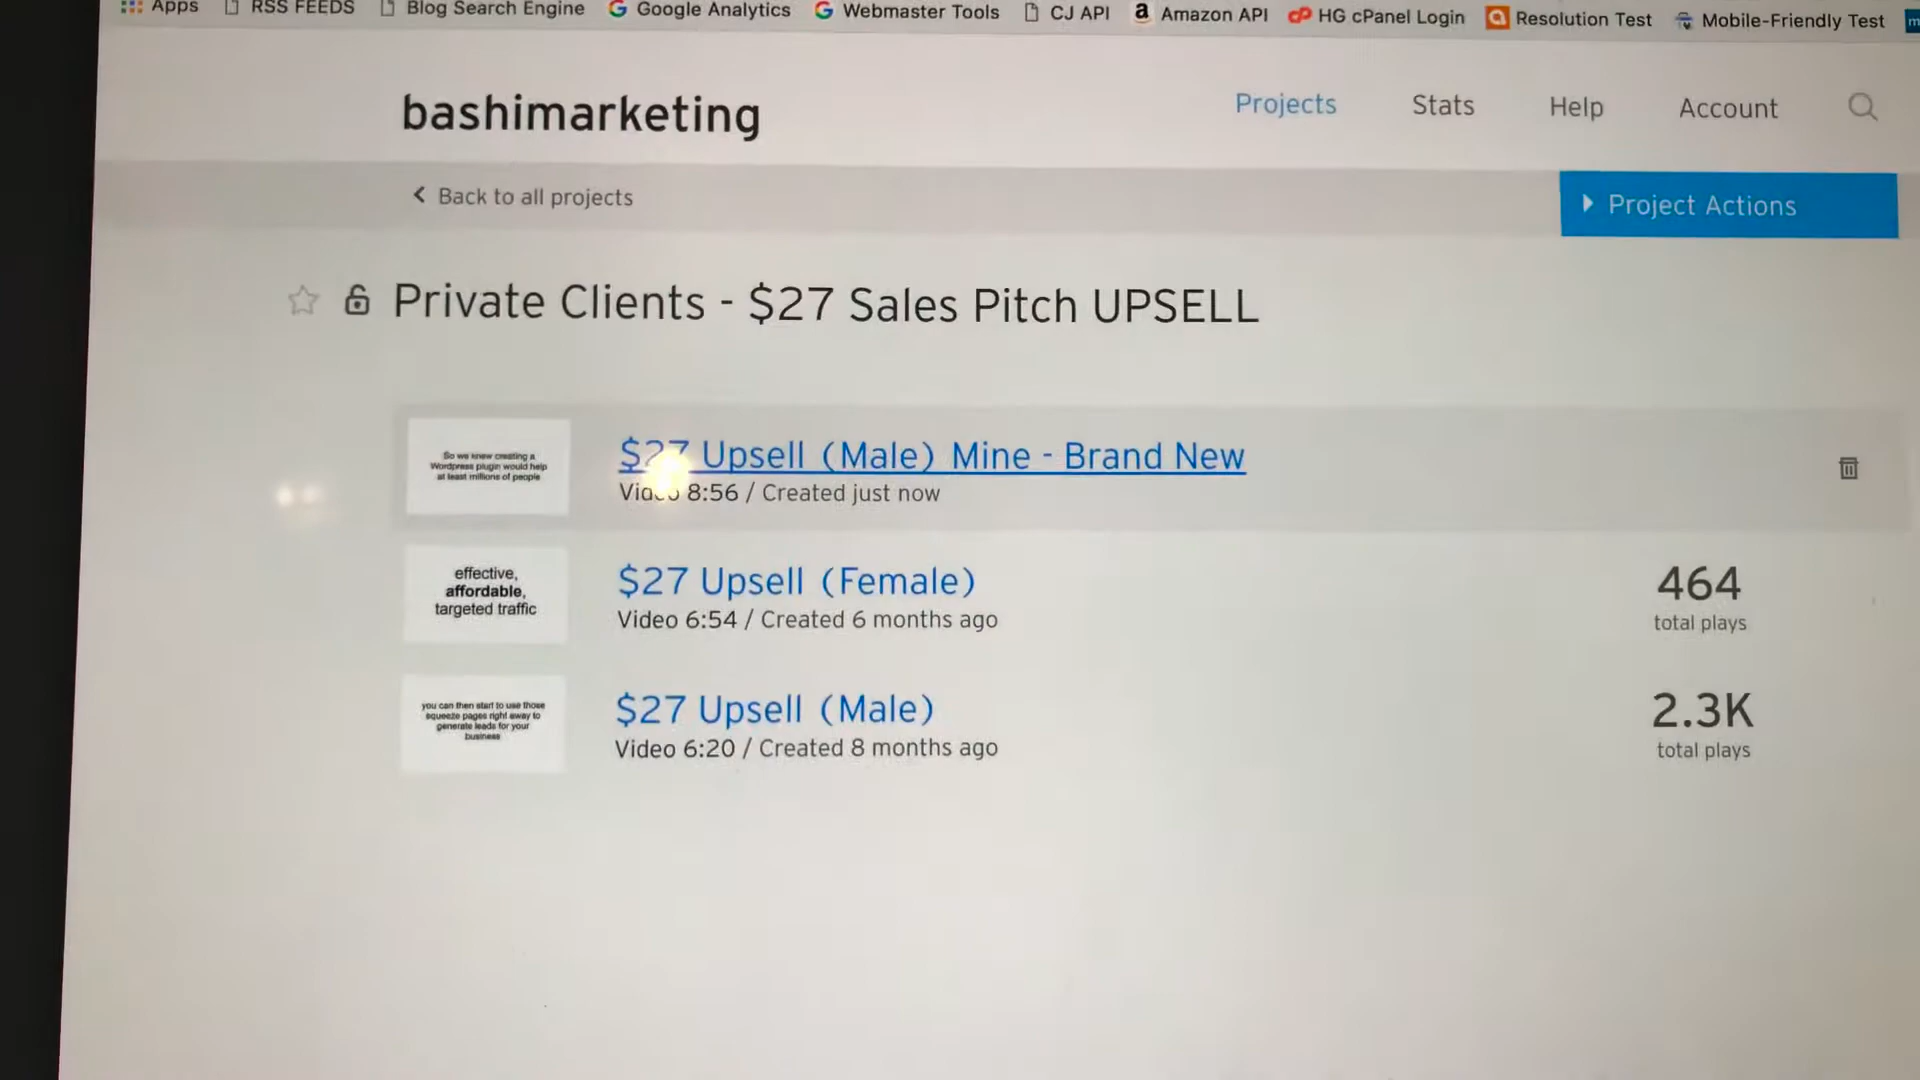 Apps RSS FEEDS Blog Search Engine Google Analytics Webmaster Tools CJ API Amazon API HG cPanel Login Resolution Test Mobile-Friendly Test
bashimarketing
Projects Stats Help Account
Back to all projects
Project Actions
Private Clients - $27 Sales Pitch UPSELL
So we knew creating a
Wordpress plugin would help
at least millions of people
$27 Upsell (Male) Mine - Brand New
Video 8:56 / Created just now
effective,
affordable,
targeted traffic
$27 Upsell (Female)
Video 6:54 / Created 6 months ago
464
total plays
you can then start to use those
squeeze pages right away to
generate leads for your
business
$27 Upsell (Male)
Video 6:20 / Created 8 months ago
2.3K
total plays